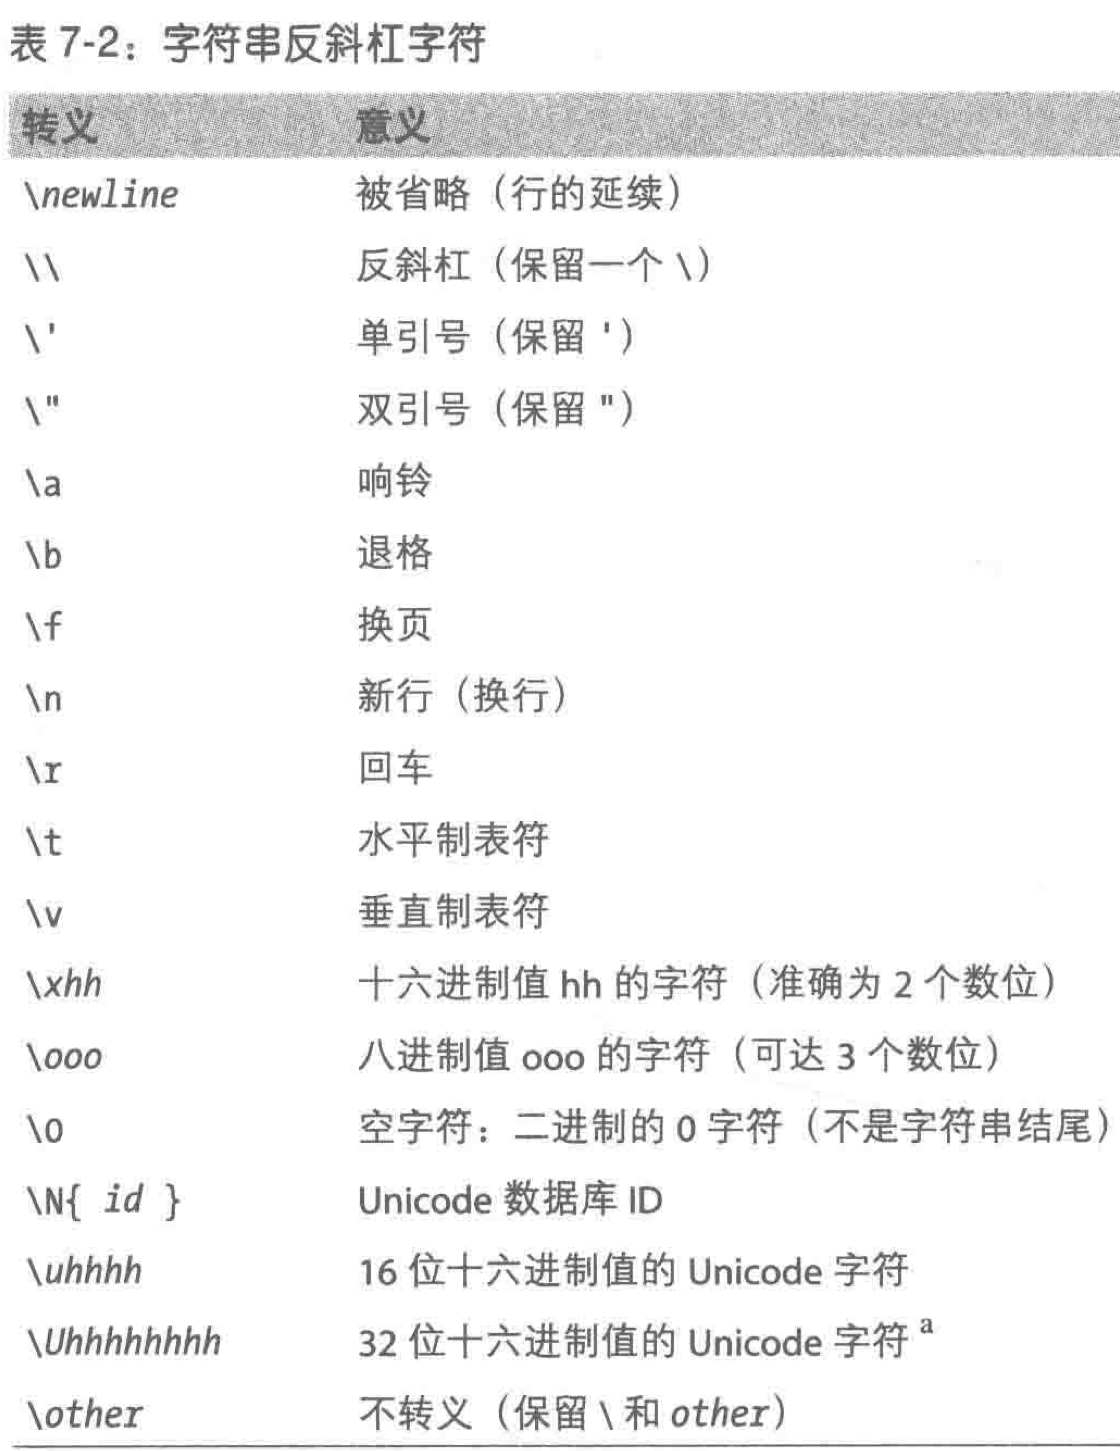 表 7-2：字符串反斜杠字符
转义 意义
\newline 被省略（行的延续）
\\ 反斜杠（保留一个 \）
\' 单引号（保留 '）
\" 双引号（保留 "）
\a 响铃
\b 退格
\f 换页
\n 新行（换行）
\r 回车
\t 水平制表符
\v 垂直制表符
\xhh 十六进制值 hh 的字符（准确为 2 个数位）
\ooo 八进制值 ooo 的字符（可达 3 个数位）
\0 空字符：二进制的 0 字符（不是字符串结尾）
\N{ id } Unicode 数据库 ID
\uhhhh 16 位十六进制值的 Unicode 字符
\Uhhhhhhhh 32 位十六进制值的 Unicode 字符 a
\other 不转义（保留 \ 和 other）